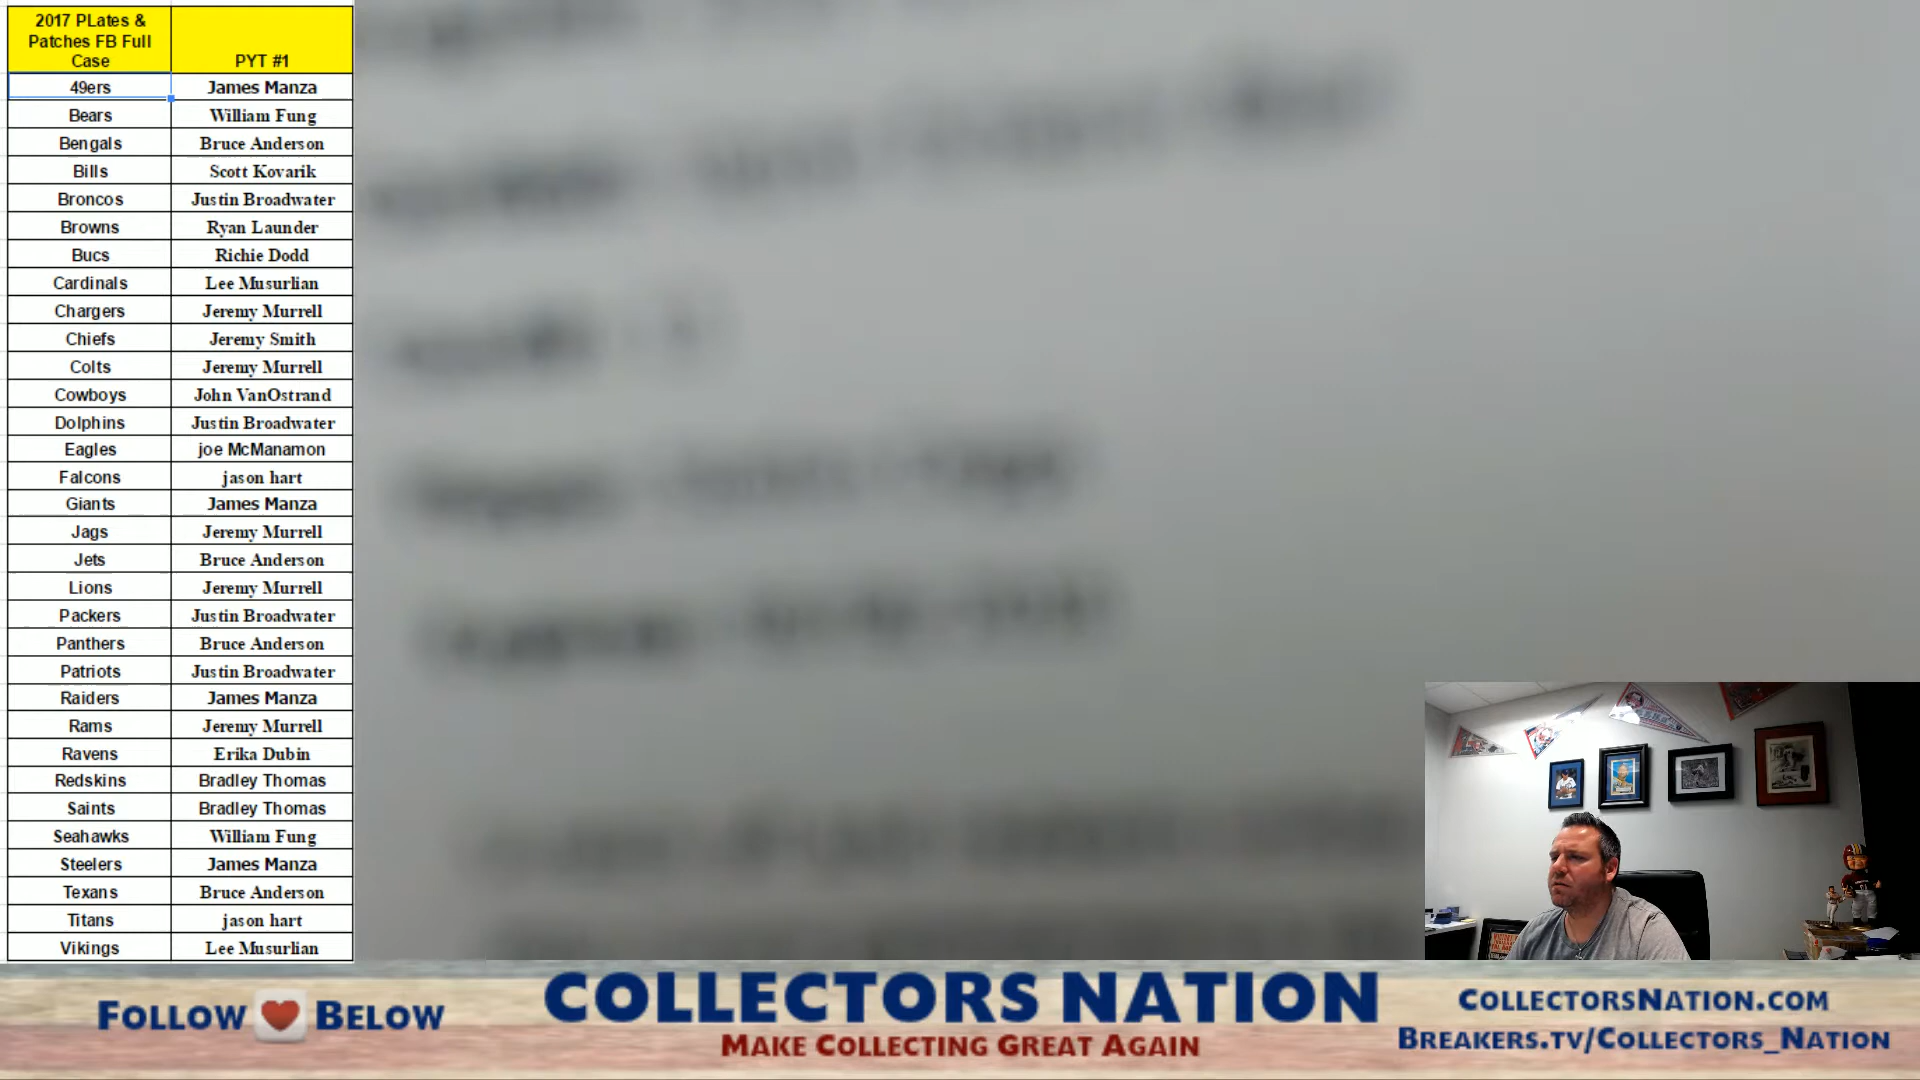 2017 PLates &
Patches FB Full
Case PYT #1
49ers James Manza
Bears William Fung
Bengals Bruce Anderson
Bills Scott Kovarik
Broncos Justin Broadwater
Browns Ryan Launder
Bucs Richie Dodd
Cardinals Lee Musurlian
Chargers Jeremy Murrell
Chiefs Jeremy Smith
Colts Jeremy Murrell
Cowboys John VanOstrand
Dolphins Justin Broadwater
Eagles joe McManamon
Falcons jason hart
Giants James Manza
Jags Jeremy Murrell
Jets Bruce Anderson
Lions Jeremy Murrell
Packers Justin Broadwater
Panthers Bruce Anderson
Patriots Justin Broadwater
Raiders James Manza
Rams Jeremy Murrell
Ravens Erika Dubin
Redskins Bradley Thomas
Saints Bradley Thomas
Seahawks William Fung
Steelers James Manza
Texans Bruce Anderson
Titans jason hart
Vikings Lee Musurlian
Follow Below
Collectors Nation
Make Collecting Great Again
CollectorsNation.com
Breakers.tv/Collectors_Nation